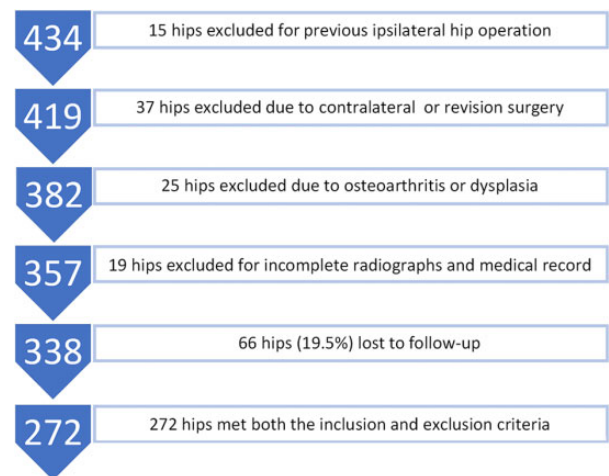 434
15 hips excluded for previous ipsilateral hip operation
419
37 hips excluded due to contralateral or revision surgery
382
25 hips excluded due to osteoarthritis or dysplasia
357
19 hips excluded for incomplete radiographs and medical record
338
66 hips (19.5%) lost to follow-up
272
272 hips met both the inclusion and exclusion criteria